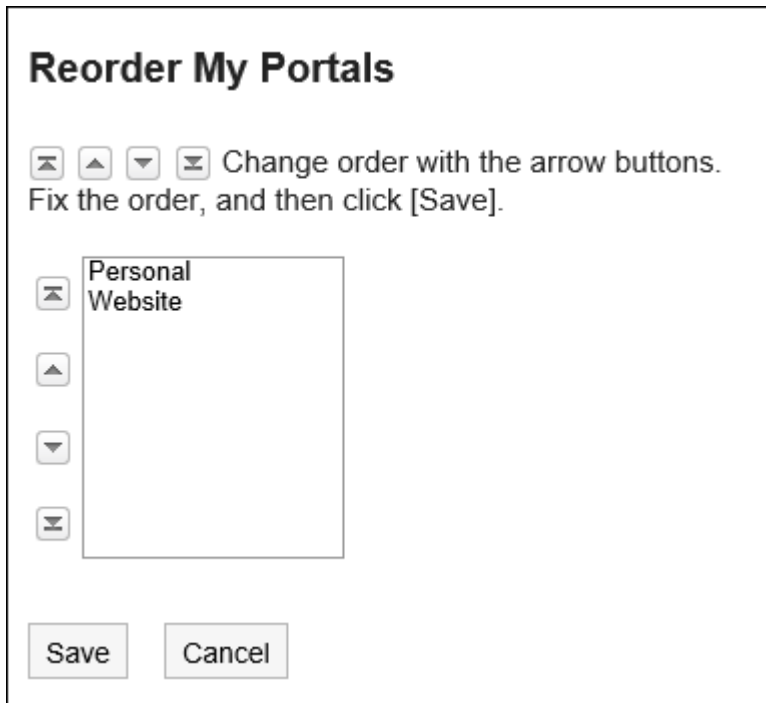 Reorder My Portals
Change order with the arrow buttons.
Fix the order, and then click [Save].
Personal
Website
Save
Cancel